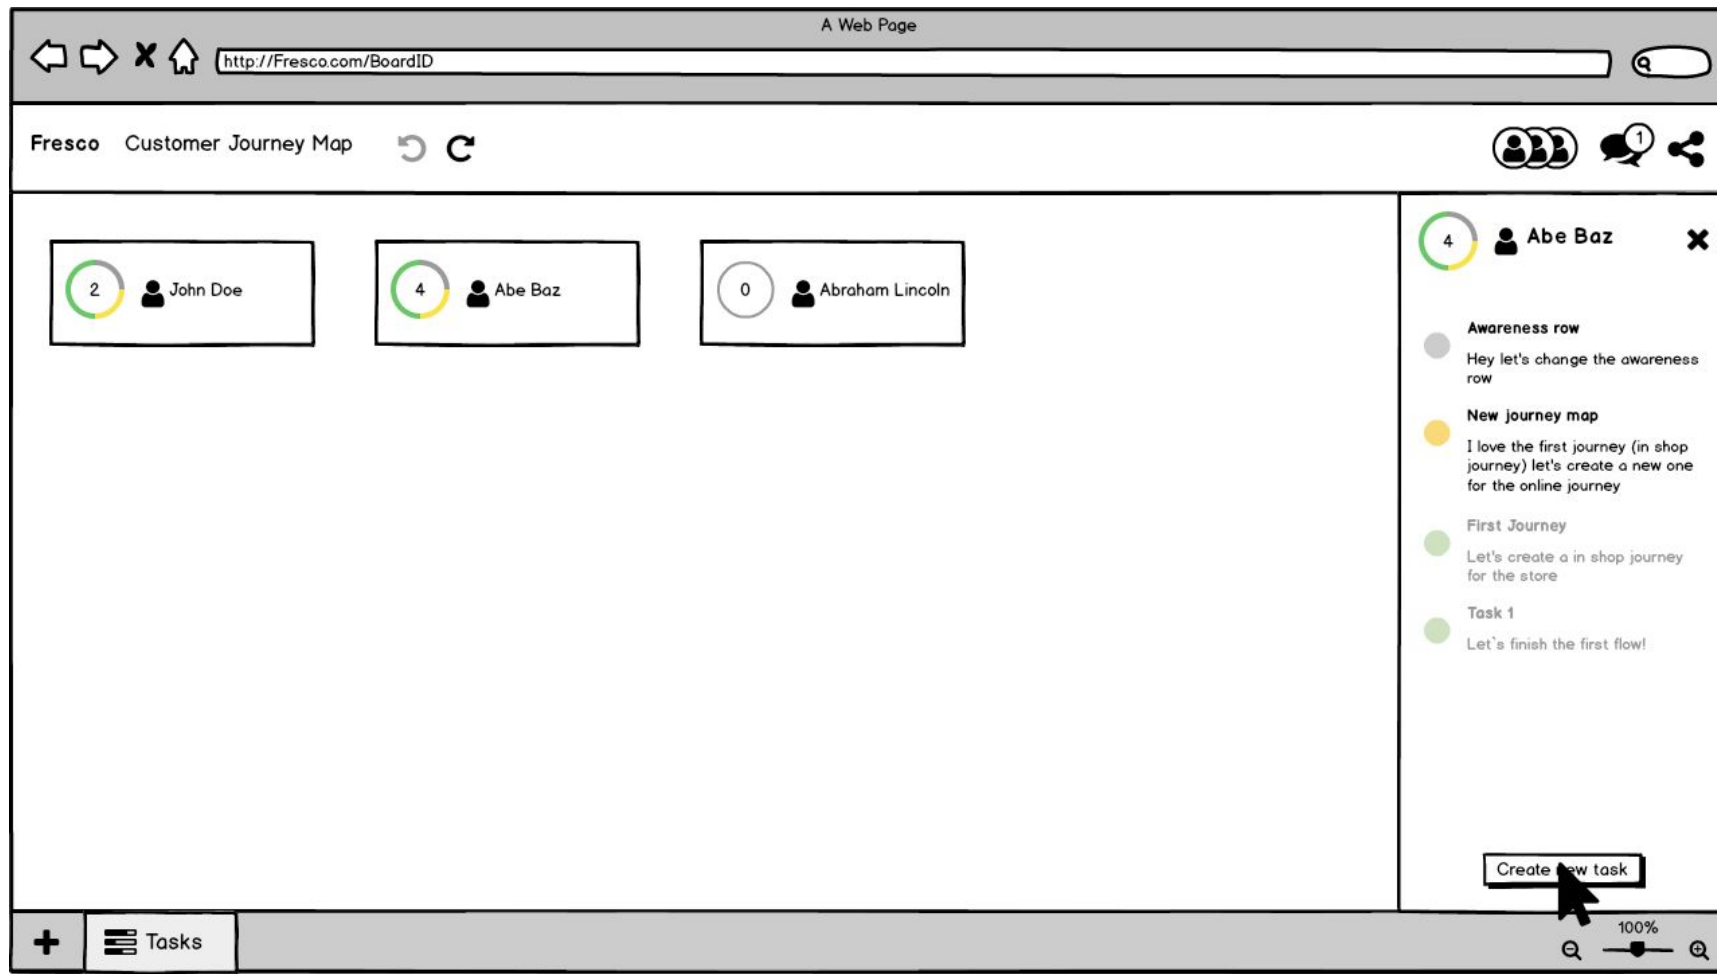 A Web Page
http://Fresco.com/BoardID
Fresco Customer Journey Map
1
2 John Doe
4 Abe Baz
0 Abraham Lincoln
4 Abe Baz
Awareness row
Hey let's change the awareness
row
New journey map
I love the first journey (in shop
journey) let's create a new one
for the online journey
First Journey
Let's create a in shop journey
for the store
Task 1
Let`s finish the first flow!
Create new task
Tasks
100%